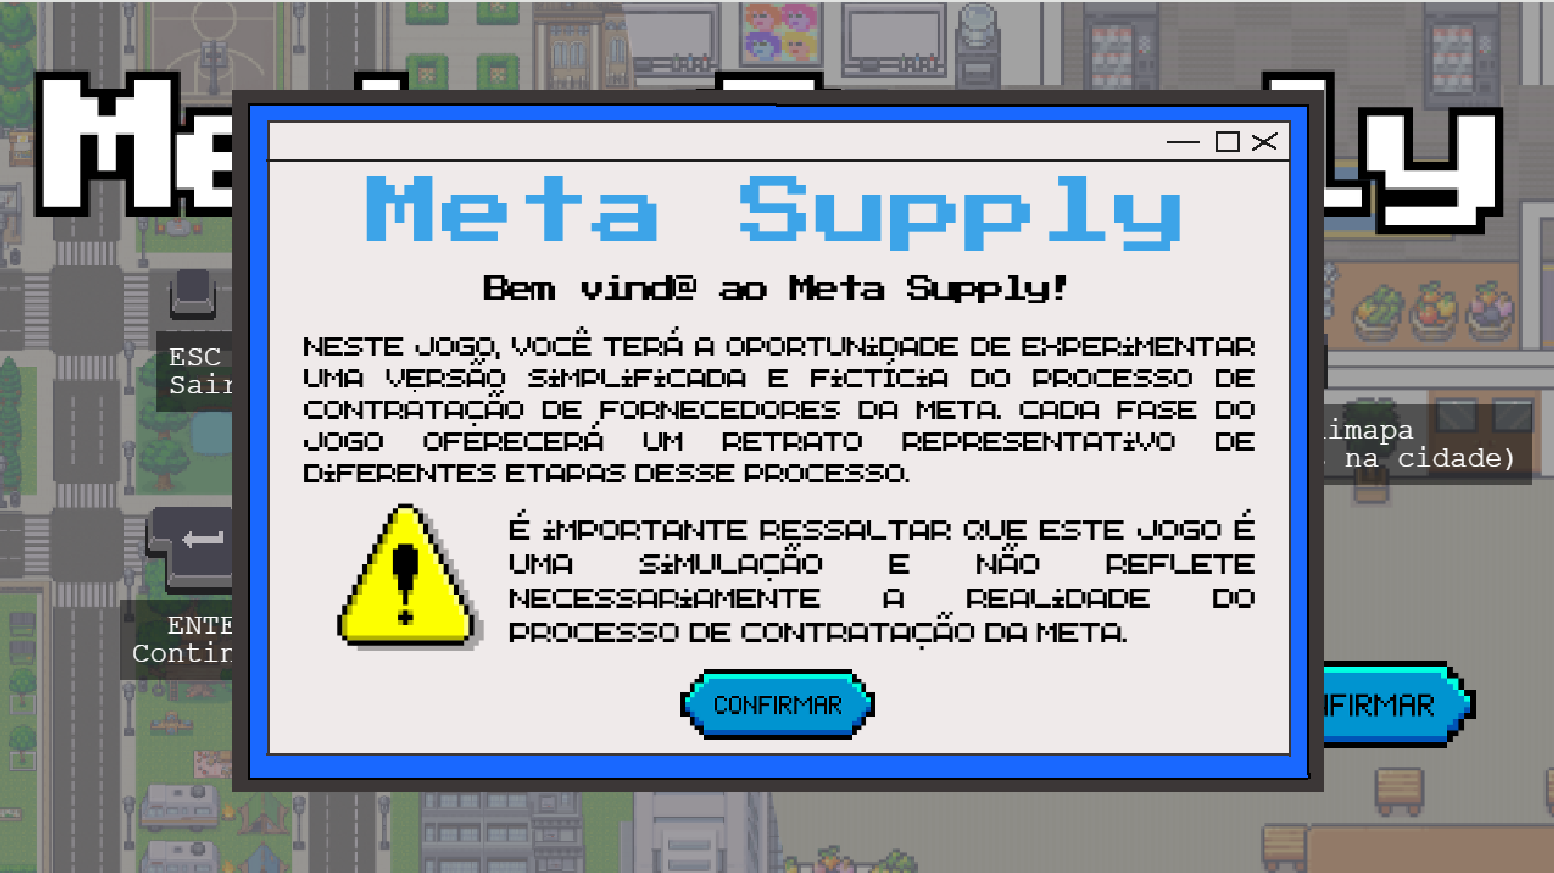 Meta Supply
Bem vind@ ao Meta Supply!
NESTE JOGO, VOCÊ TERÁ A OPORTUNiDADE DE EXPERiMENTAR
UMA VERSÃO SiMPLiFiCADA E FiCTÍCiA DO PROCESSO DE
CONTRATAÇÃO DE FORNECEDORES DA META. CADA FASE DO
JOGO OFERECERÁ UM RETRATO REPRESENTATiVO DE
DiFERENTES ETAPAS DESSE PROCESSO.
É iMPORTANTE RESSALTAR QUE ESTE JOGO É
UMA SiMULAÇÃO E NÃO REFLETE
NECESSARiAMENTE A REALiDADE DO
PROCESSO DE CONTRATAÇÃO DA META.
CONFIRMAR
ESC
Sair
na cidade)